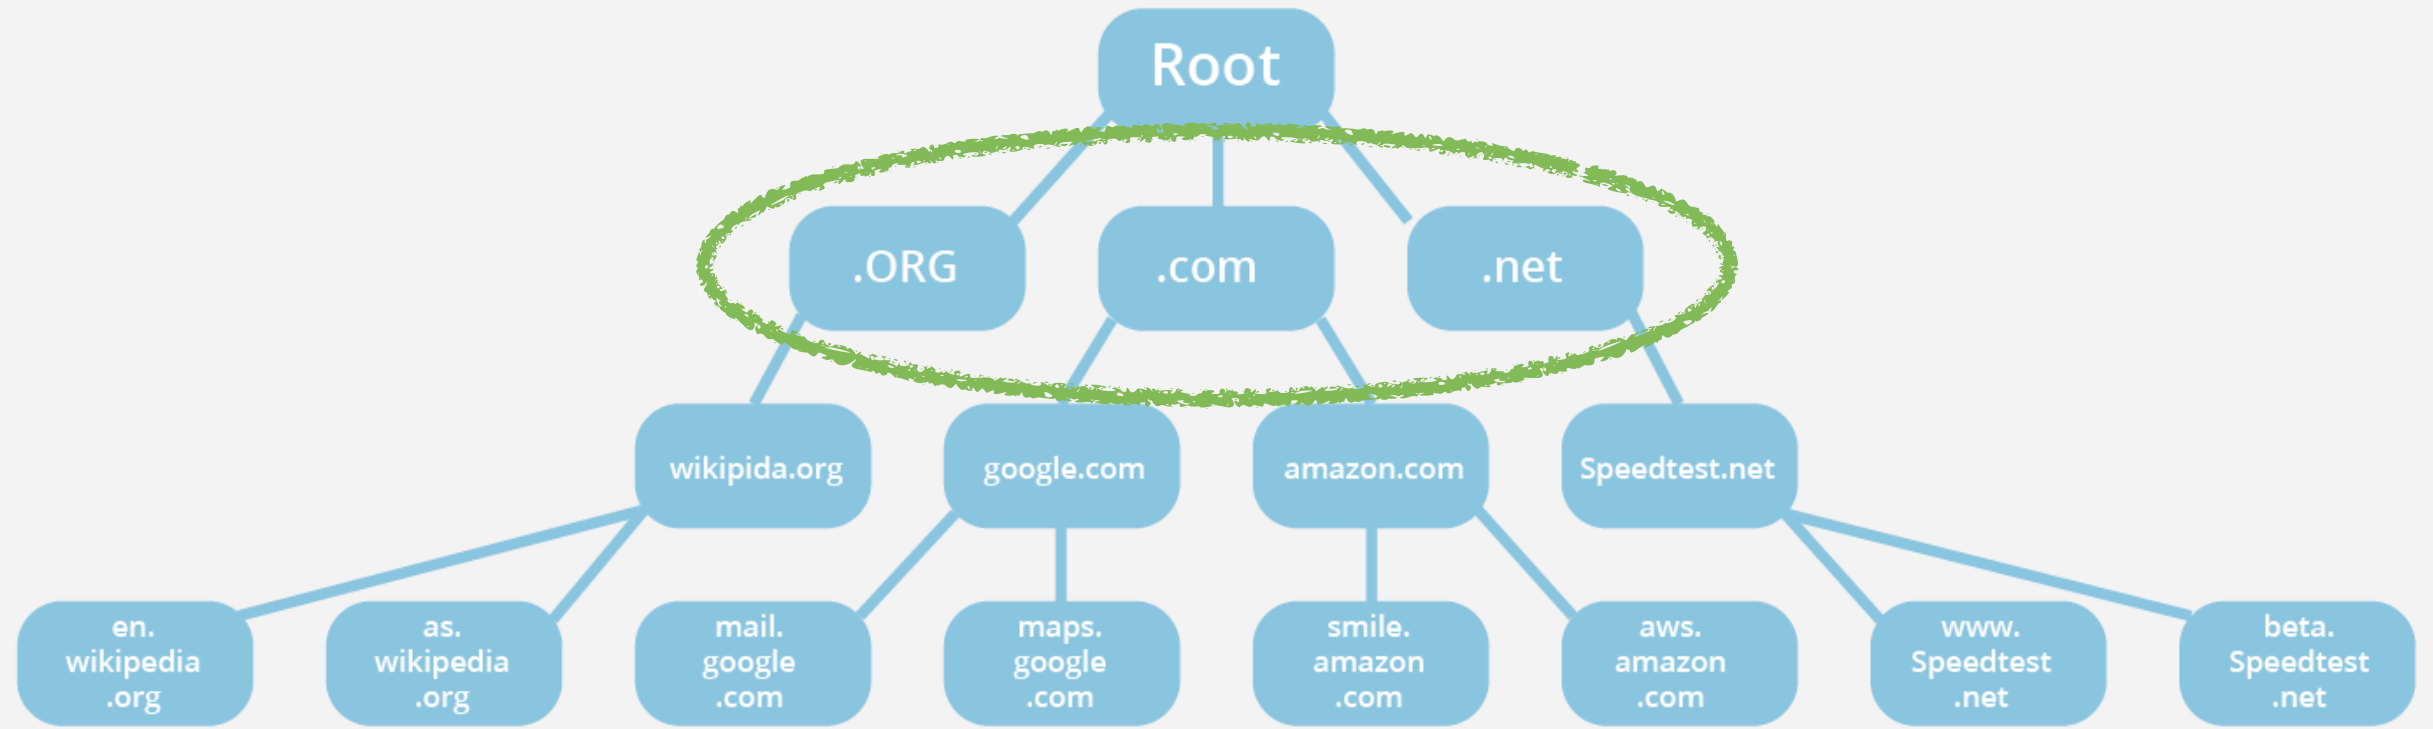 Root
.ORG
.com
.net
wikipida.org
google.com
amazon.com
Speedtest.net
en.
wikipedia
.org
as.
wikipedia
.org
mail.
google
.com
maps.
google
.com
smile.
amazon
.com
aws.
amazon
.com
www.
Speedtest
.net
beta.
Speedtest
.net